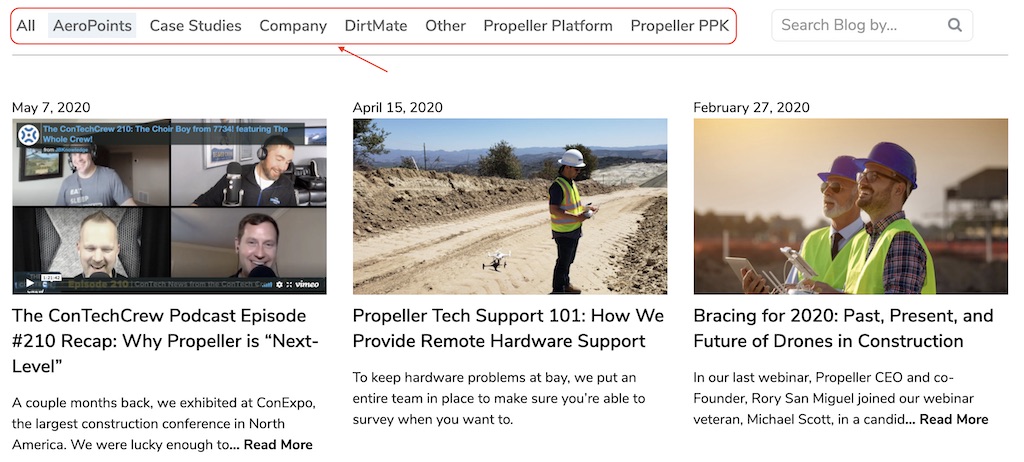 All AeroPoints Case Studies Company DirtMate Other Propeller Platform Propeller PPK Search Blog by...
May 7, 2020
The ConTechCrew 210: The Choir Boy from 7734! featuring The
Whole Crew!
from JBKnowledge
EAT
SLEEP
1:21:42
Episode 210
ConTech News from the ConTech
vimeo
The ConTechCrew Podcast Episode
#210 Recap: Why Propeller is “Next-
Level”
A couple months back, we exhibited at ConExpo,
the largest construction conference in North
America. We were lucky enough to... Read More
April 15, 2020
Propeller Tech Support 101: How We
Provide Remote Hardware Support
To keep hardware problems at bay, we put an
entire team in place to make sure you’re able to
survey when you want to.
February 27, 2020
Bracing for 2020: Past, Present, and
Future of Drones in Construction
In our last webinar, Propeller CEO and co-
Founder, Rory San Miguel joined our webinar
veteran, Michael Scott, in a candid... Read More